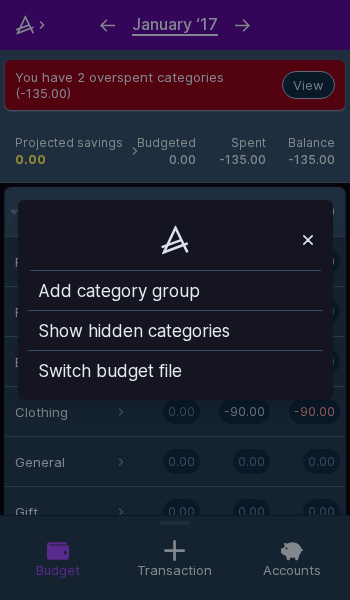 January ‘17
You have 2 overspent categories
(-135.00)
View
Projected savings
Budgeted
Spent
Balance
0.00
0.00
-135.00
-135.00
Add category group
Show hidden categories
Switch budget file
Clothing
0.00
-90.00
-90.00
General
0.00
0.00
0.00
Gift
0.00
0.00
0.00
Budget
Transaction
Accounts